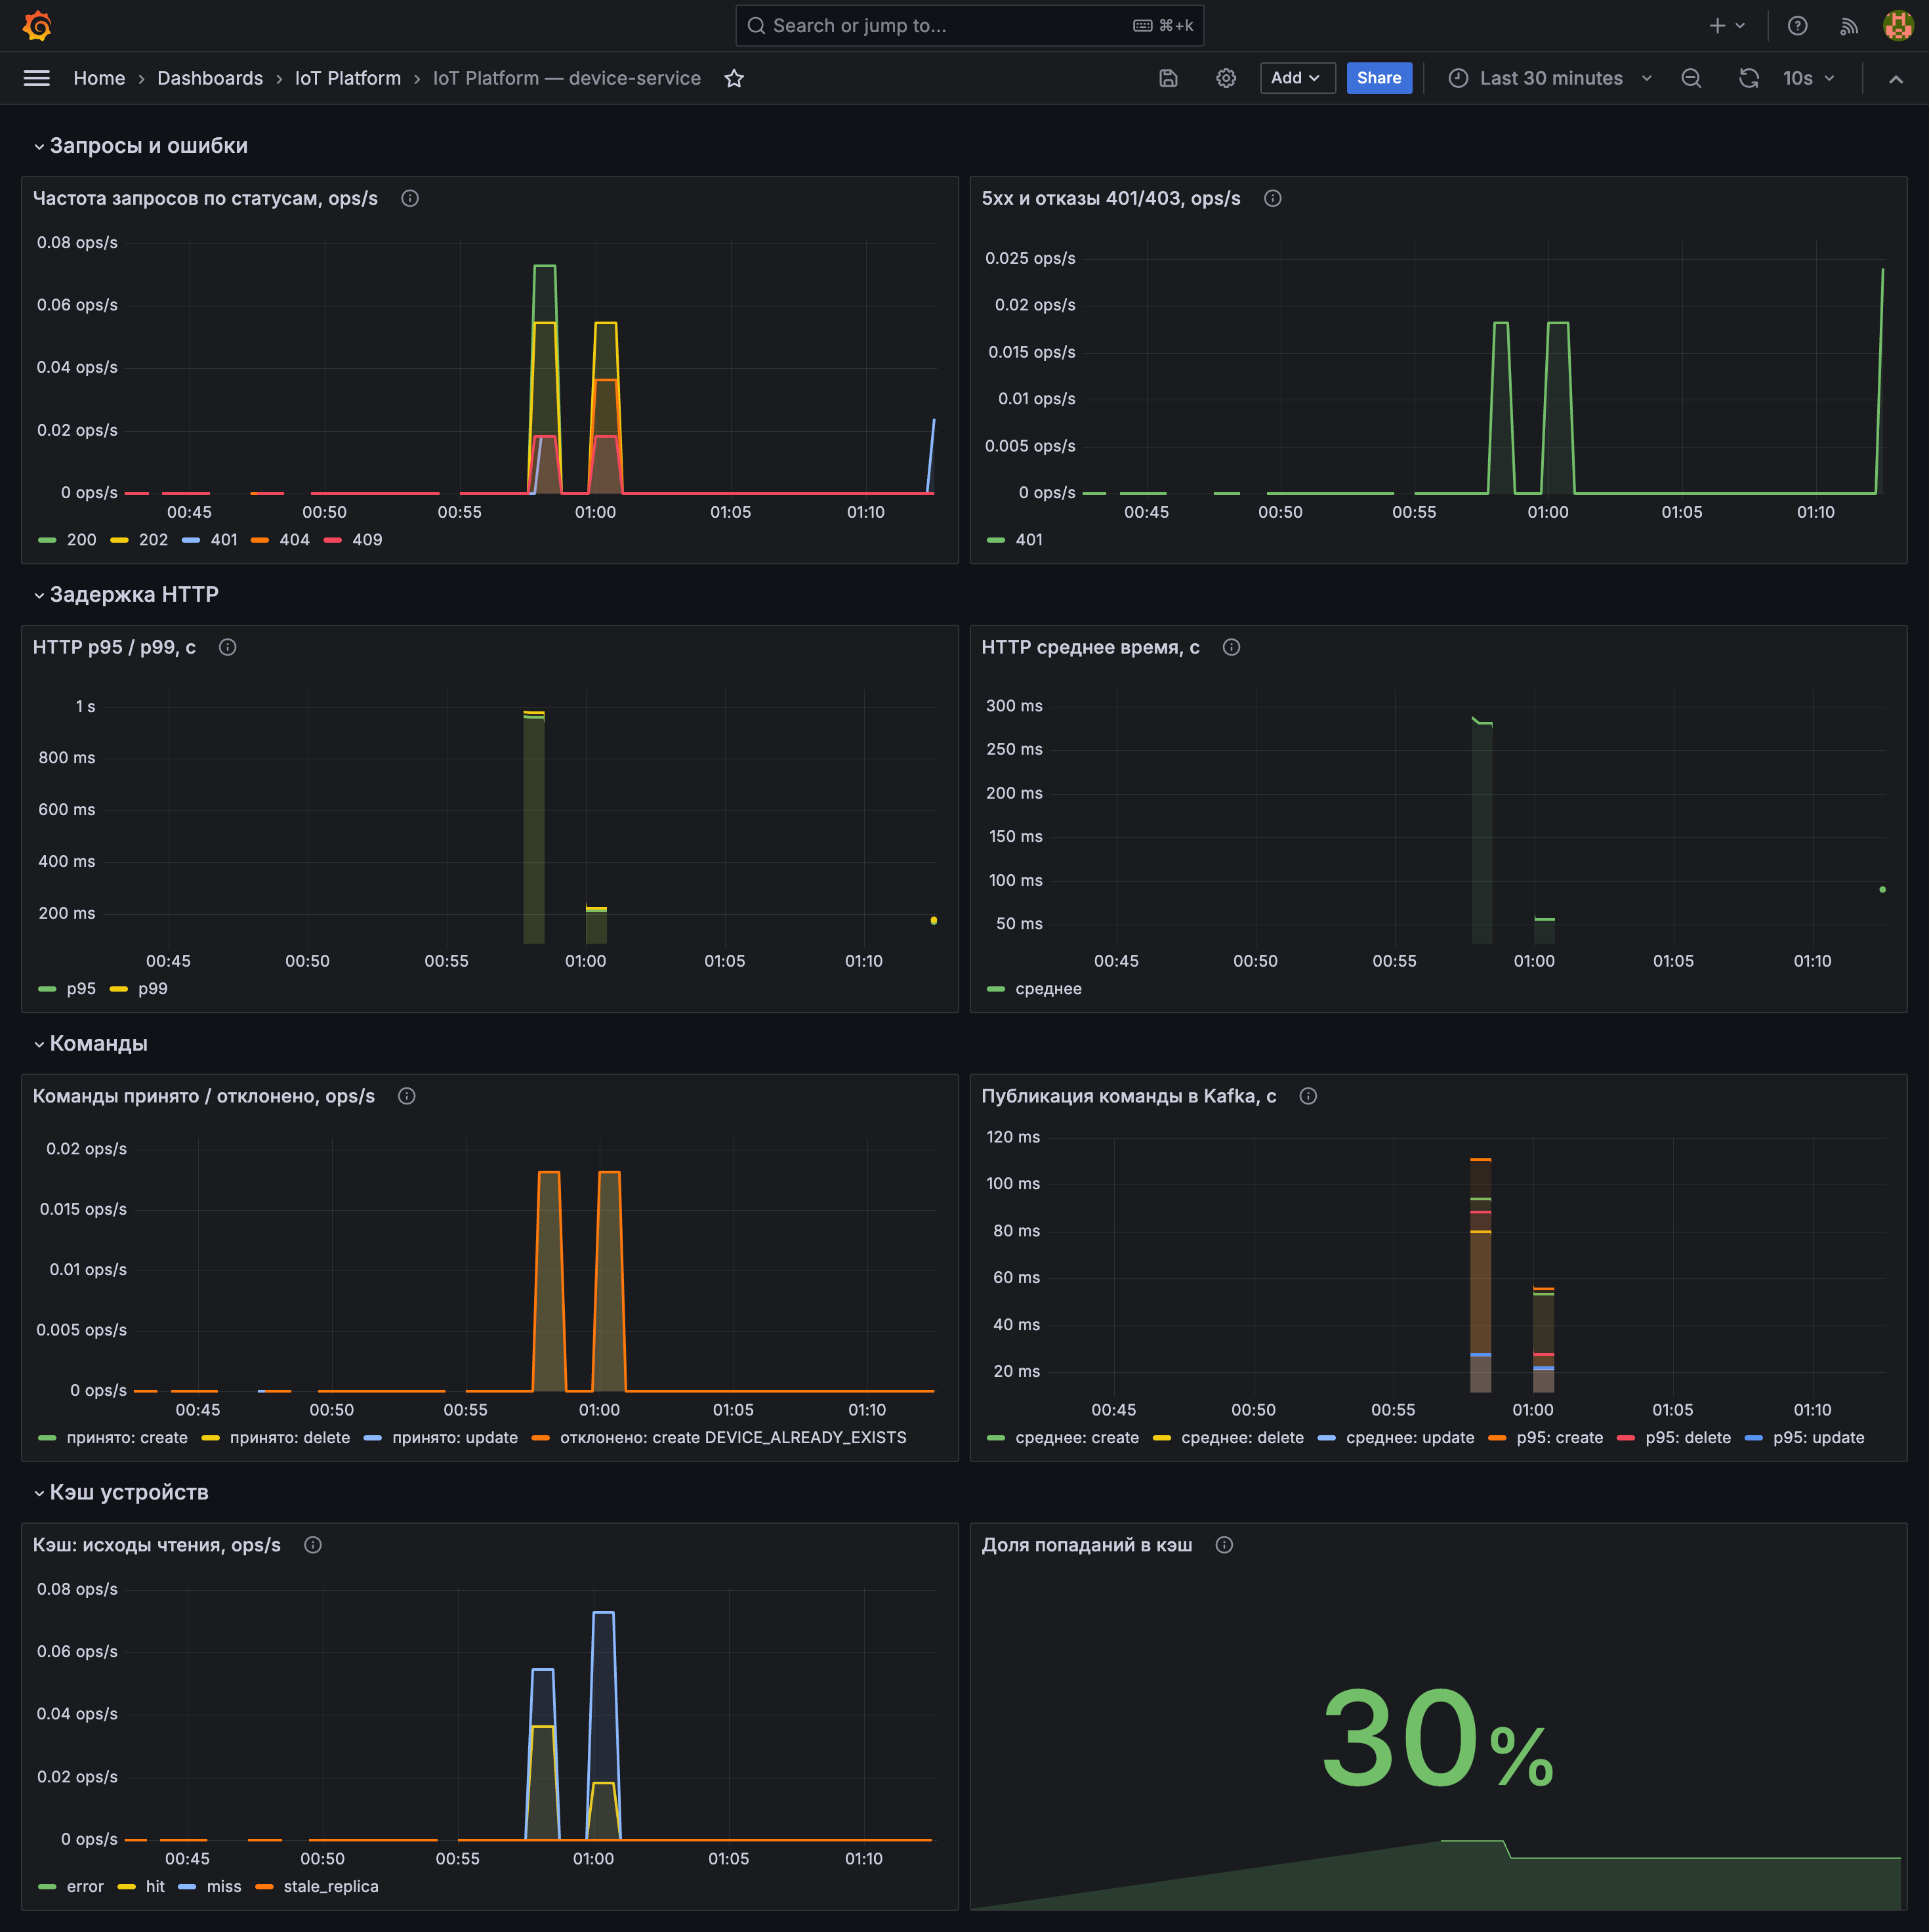 Search or jump to... ⌘+k
Home › Dashboards › IoT Platform › IoT Platform — device-service Add Share Last 30 minutes 10s
Запросы и ошибки
Частота запросов по статусам, ops/s
0.08 ops/s
0.06 ops/s
0.04 ops/s
0.02 ops/s
0 ops/s
00:45 00:50 00:55 01:00 01:05 01:10
200 202 401 404 409
5xx и отказы 401/403, ops/s
0.025 ops/s
0.02 ops/s
0.015 ops/s
0.01 ops/s
0.005 ops/s
0 ops/s
00:45 00:50 00:55 01:00 01:05 01:10
401
Задержка HTTP
HTTP p95 / p99, с
1 s
800 ms
600 ms
400 ms
200 ms
00:45 00:50 00:55 01:00 01:05 01:10
p95 p99
HTTP среднее время, с
300 ms
250 ms
200 ms
150 ms
100 ms
50 ms
00:45 00:50 00:55 01:00 01:05 01:10
среднее
Команды
Команды принято / отклонено, ops/s
0.02 ops/s
0.015 ops/s
0.01 ops/s
0.005 ops/s
0 ops/s
00:45 00:50 00:55 01:00 01:05 01:10
принято: create принято: delete принято: update отклонено: create DEVICE_ALREADY_EXISTS
Публикация команды в Kafka, с
120 ms
100 ms
80 ms
60 ms
40 ms
20 ms
00:45 00:50 00:55 01:00 01:05 01:10
среднее: create среднее: delete среднее: update p95: create p95: delete p95: update
Кэш устройств
Кэш: исходы чтения, ops/s
0.08 ops/s
0.06 ops/s
0.04 ops/s
0.02 ops/s
0 ops/s
00:45 00:50 00:55 01:00 01:05 01:10
error hit miss stale_replica
Доля попаданий в кэш
30%